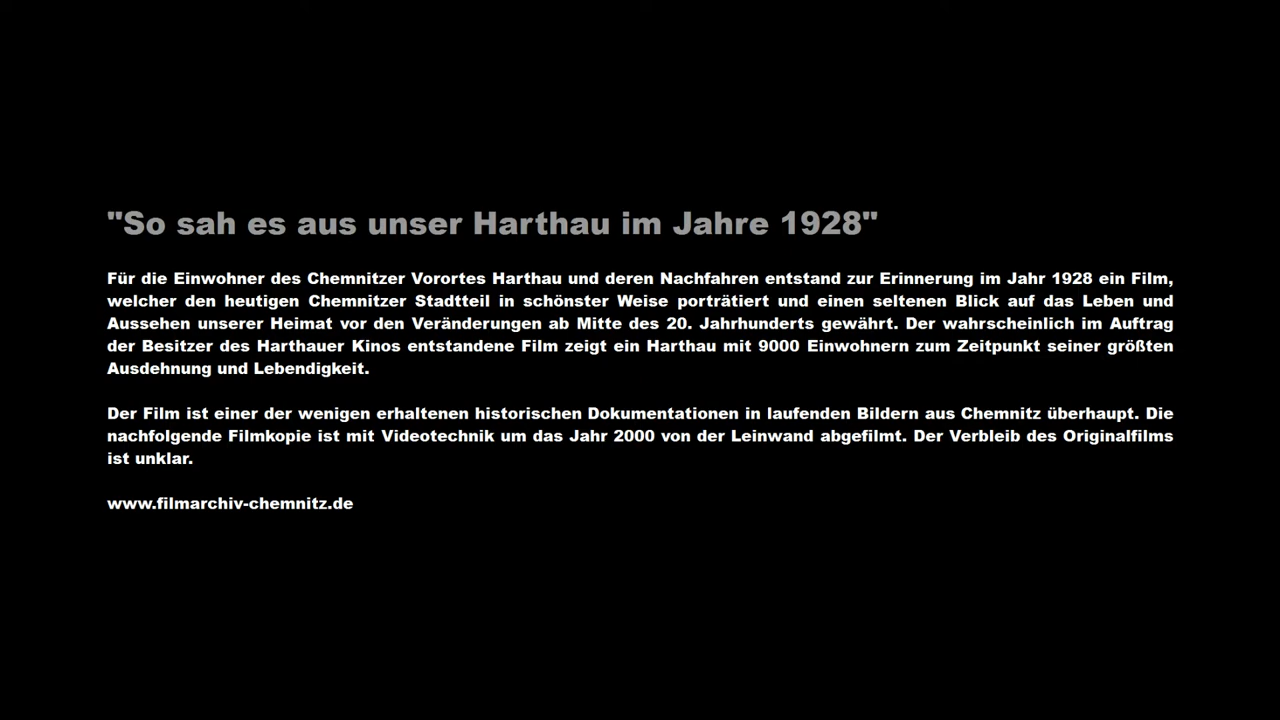 "So sah es aus unser Harthau im Jahre 1928"
Für die Einwohner des Chemnitzer Vorortes Harthau und deren Nachfahren entstand zur Erinnerung im Jahr 1928 ein Film,
welcher den heutigen Chemnitzer Stadtteil in schönster Weise porträtiert und einen seltenen Blick auf das Leben und
Aussehen unserer Heimat vor den Veränderungen ab Mitte des 20. Jahrhunderts gewährt. Der wahrscheinlich im Auftrag
der Besitzer des Harthauer Kinos entstandene Film zeigt ein Harthau mit 9000 Einwohnern zum Zeitpunkt seiner größten
Ausdehnung und Lebendigkeit.
Der Film ist einer der wenigen erhaltenen historischen Dokumentationen in laufenden Bildern aus Chemnitz überhaupt. Die
nachfolgende Filmkopie ist mit Videotechnik um das Jahr 2000 von der Leinwand abgefilmt. Der Verbleib des Originalfilms
ist unklar.
www.filmarchiv-chemnitz.de